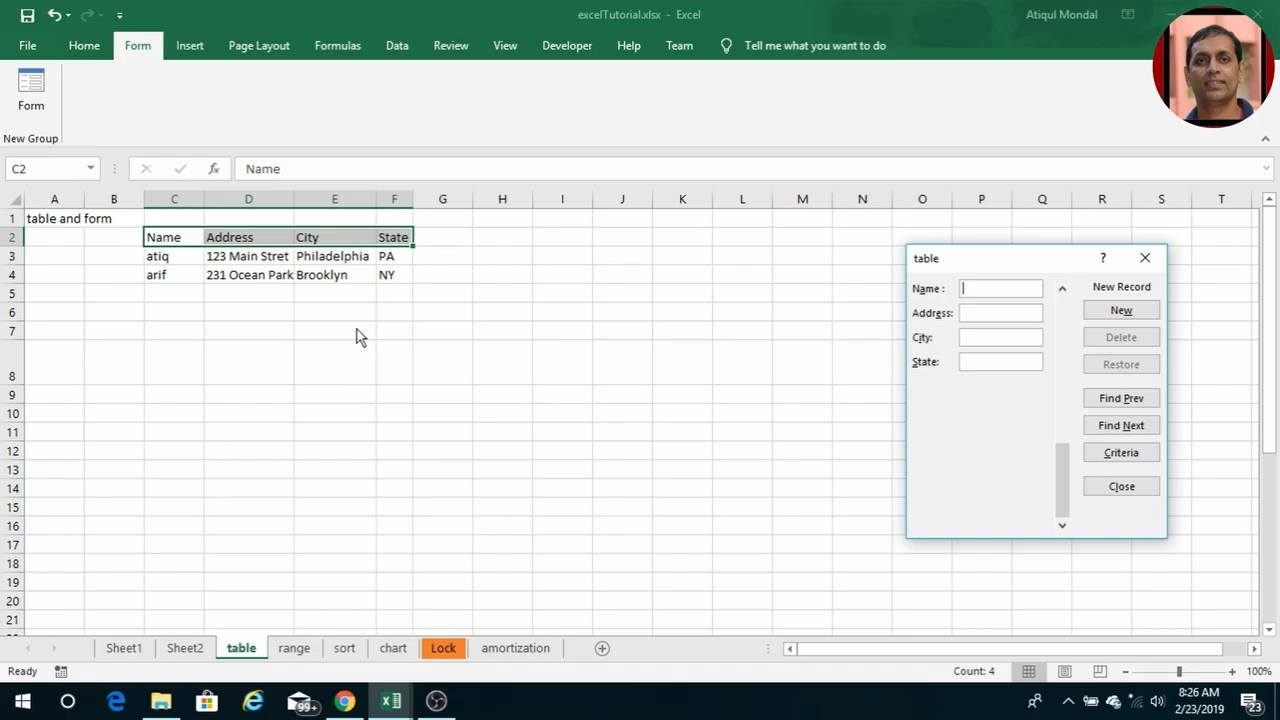 excelTutorial.xlsx - Excel
Atiqul Mondal
File Home Form Insert Page Layout Formulas Data Review View Developer Help Team Tell me what you want to do
Form
New Group
C2 fx Name
A B C D E F G H I J K L M N O P Q R S T
1 table and form
2 Name Address City State
3 atiq 123 Main Stret Philadelphia PA
4 arif 231 Ocean Park Brooklyn NY
5
6
7
8
9
10
11
12
13
14
15
16
17
18
19
20
21
table ?
Name : New Record
Address: New
City: Delete
State: Restore
Find Prev
Find Next
Criteria
Close
Sheet1 Sheet2 table range sort chart Lock amortization
Ready Count: 4 100%
99+ 8:26 AM
2/23/2019 23